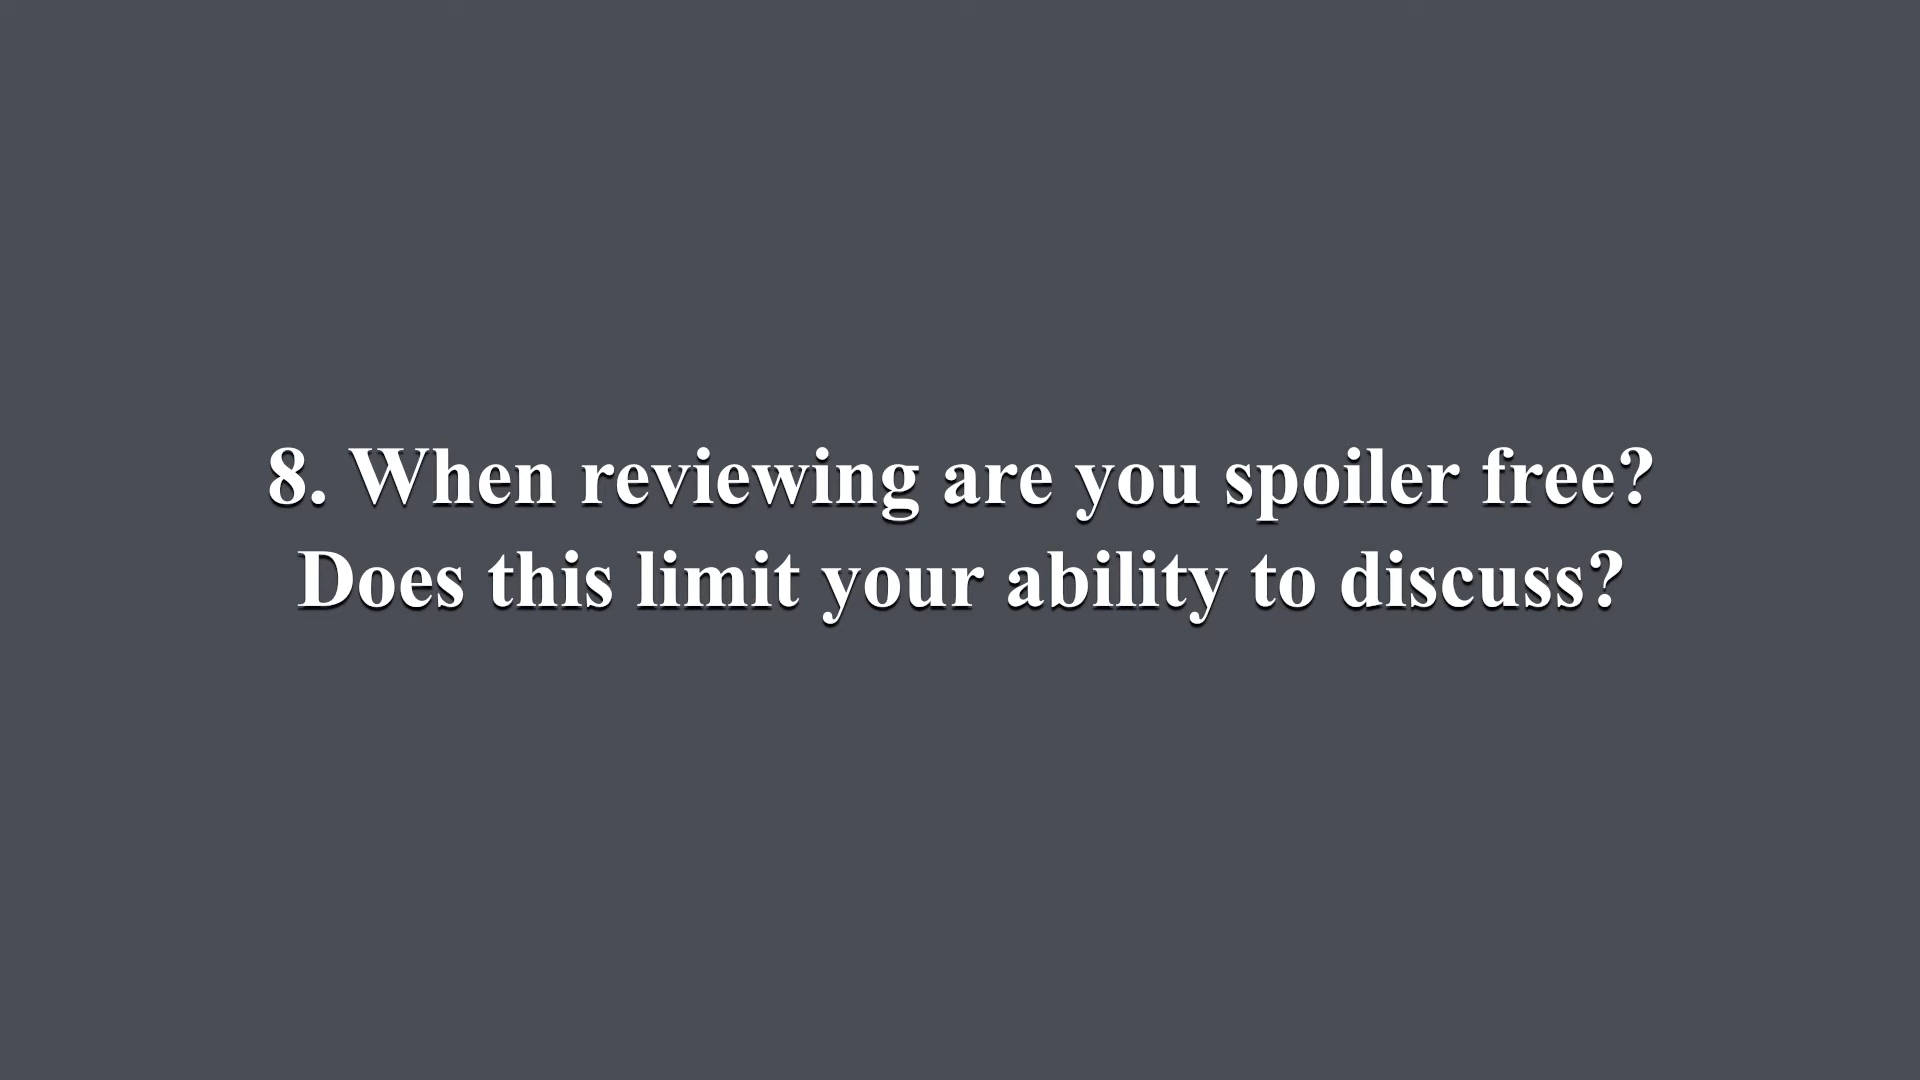 8. When reviewing are you spoiler free?
Does this limit your ability to discuss?